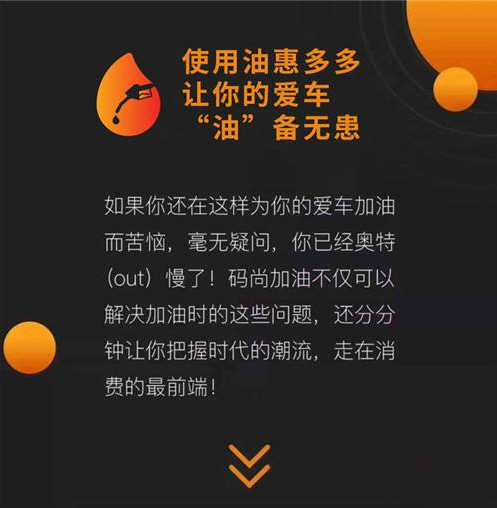 使用油惠多多
让你的爱车
“油”备无患
如果你还在这样为你的爱车加油
而苦恼，毫无疑问，你已经奥特
(out) 慢了！码尚加油不仅可以
解决加油时的这些问题，还分分
钟让你把握时代的潮流，走在消
费的最前端！